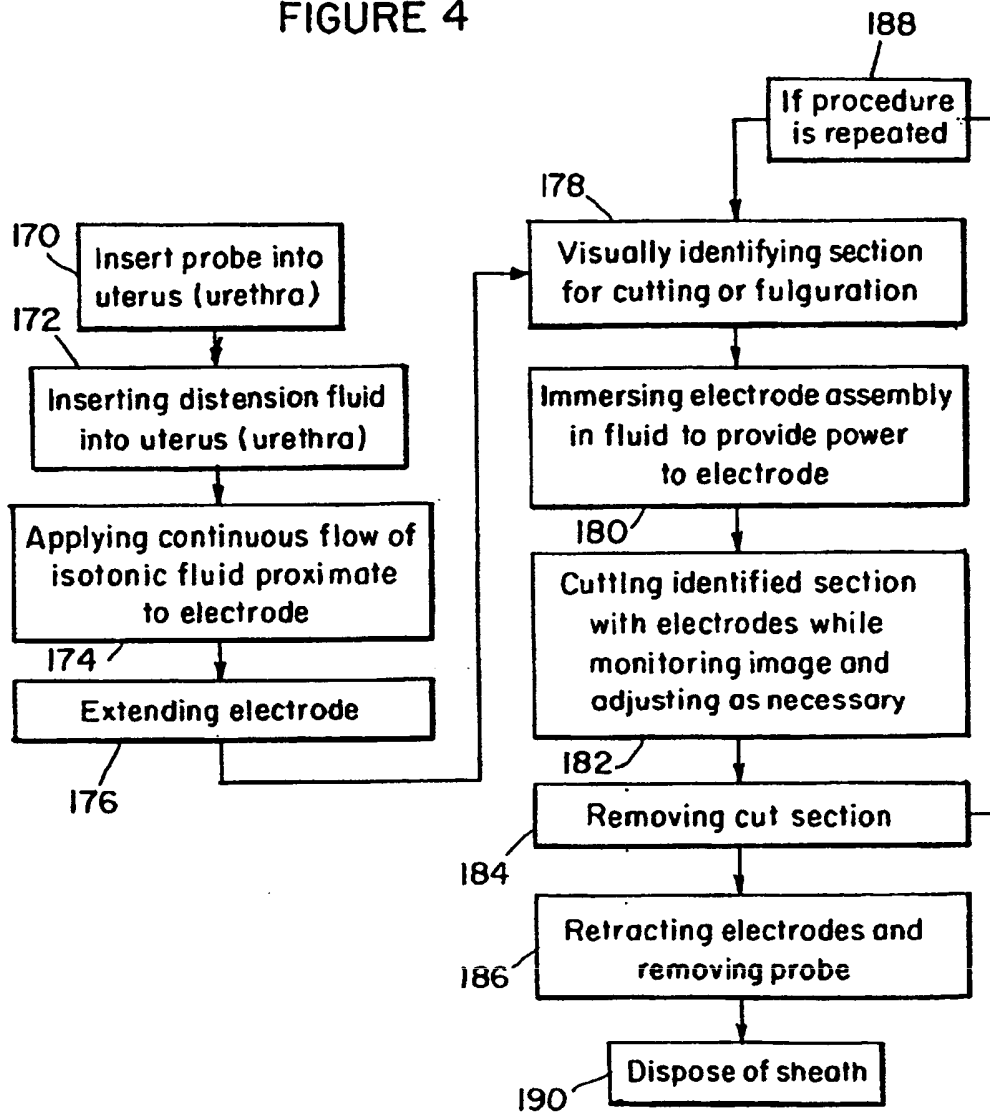 FIGURE 4
170
Insert probe into
uterus (urethra)
172
Inserting distension fluid
into uterus (urethra)
Applying continuous flow of
isotonic fluid proximate
to electrode
174
Extending electrode
176
188
If procedure
is repeated
178
Visually identifying section
for cutting or fulguration
Immersing electrode assembly
in fluid to provide power
to electrode
180
Cutting identified section
with electrodes while
monitoring image and
adjusting as necessary
182
Removing cut section
184
Retracting electrodes and
removing probe
186
Dispose of sheath
190